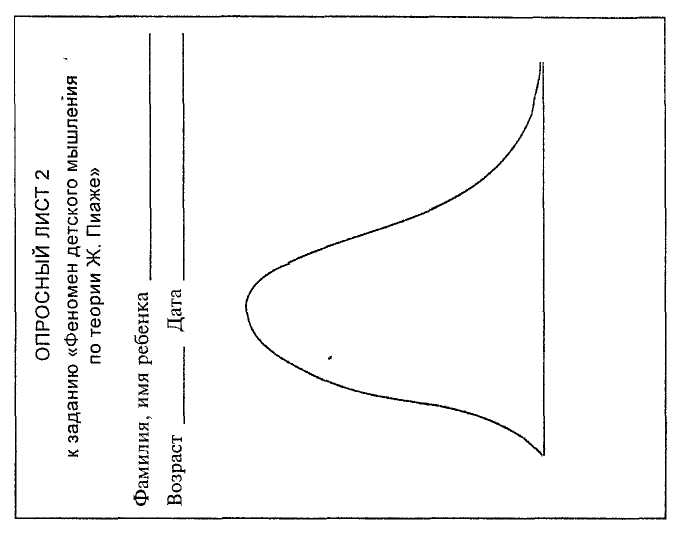 ОПРОСНЫЙ ЛИСТ 2
к заданию «Феномен детского мышления
по теории Ж. Пиаже»
Фамилия, имя ребенка
Возраст Дата